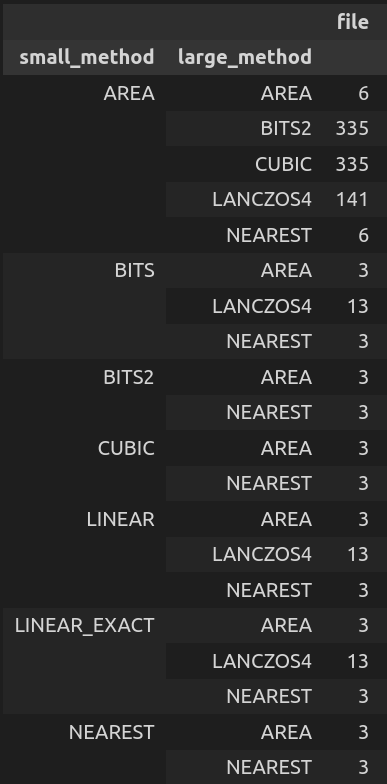 file
small_method large_method
AREA AREA 6
BITS2 335
CUBIC 335
LANCZOS4 141
NEAREST 6
BITS AREA 3
LANCZOS4 13
NEAREST 3
BITS2 AREA 3
NEAREST 3
CUBIC AREA 3
NEAREST 3
LINEAR AREA 3
LANCZOS4 13
NEAREST 3
LINEAR_EXACT AREA 3
LANCZOS4 13
NEAREST 3
NEAREST AREA 3
NEAREST 3